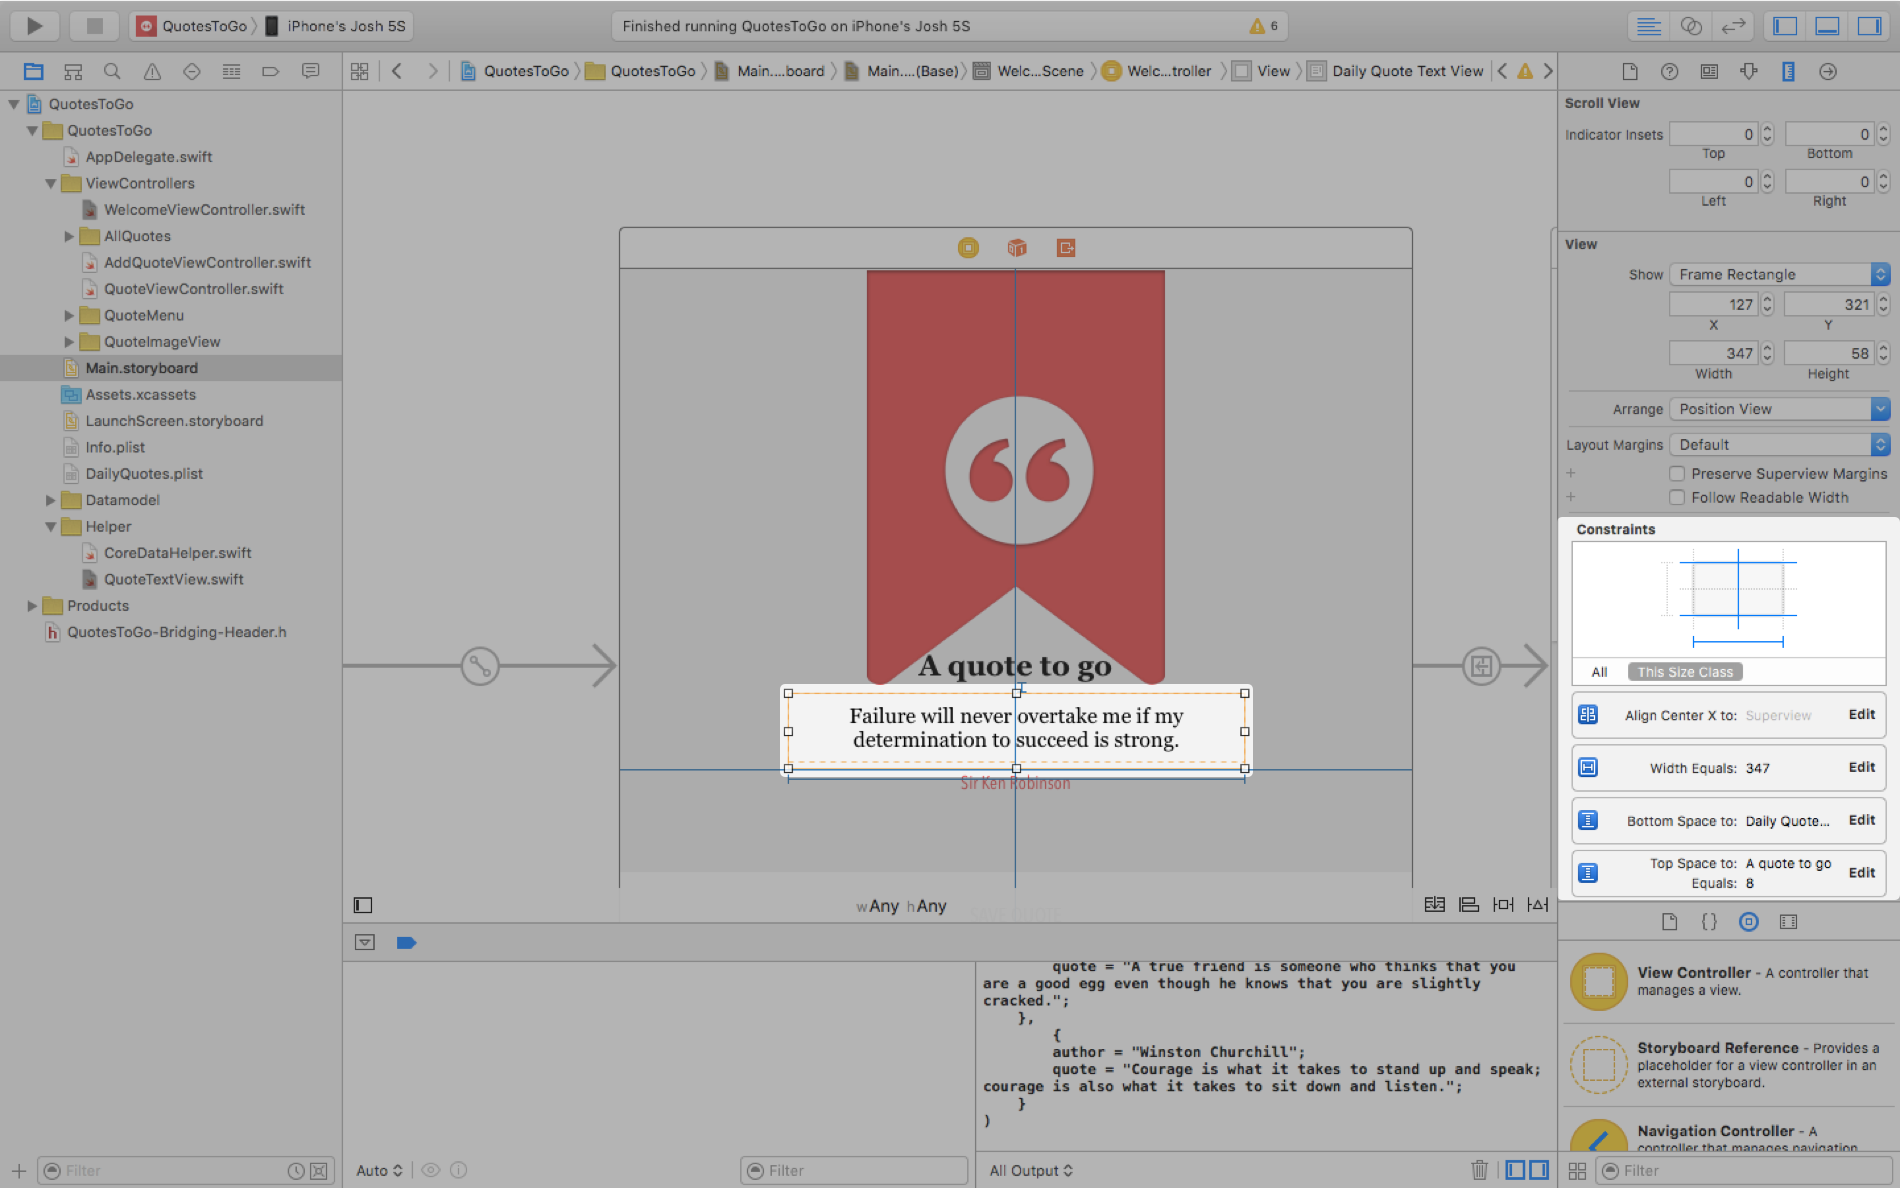 QuotesToGo
iPhone's Josh 5S
Finished running QuotesToGo on iPhone's Josh 5S
6
QuotesToGo
QuotesToGo
Main....board
Main....(Base)
Welc...Scene
Welc...troller
View
Daily Quote Text View
QuotesToGo
QuotesToGo
AppDelegate.swift
ViewControllers
WelcomeViewController.swift
AllQuotes
AddQuoteViewController.swift
QuoteViewController.swift
QuoteMenu
QuoteImageView
Main.storyboard
Assets.xcassets
LaunchScreen.storyboard
Info.plist
DailyQuotes.plist
Datamodel
Helper
CoreDataHelper.swift
QuoteTextView.swift
Products
h QuotesToGo-Bridging-Header.h
Filter
A quote to go
Failure will never overtake me if my
determination to succeed is strong.
Sir Ken Robinson
wAny hAny
quote = "A true friend is someone who thinks that you
are a good egg even though he knows that you are slightly
cracked.";
},
{
author = "Winston Churchill";
quote = "Courage is what it takes to stand up and speak;
courage is also what it takes to sit down and listen.";
}
)
Auto
Filter
All Output
Scroll View
Indicator Insets 0 0
Top Bottom
0 0
Left Right
View
Show Frame Rectangle
127 321
X Y
347 58
Width Height
Arrange Position View
Layout Margins Default
+ Preserve Superview Margins
+ Follow Readable Width
Constraints
All This Size Class
Align Center X to: Superview Edit
Width Equals: 347 Edit
Bottom Space to: Daily Quote... Edit
Top Space to: A quote to go
Equals: 8 Edit
{}
View Controller - A controller that
manages a view.
Storyboard Reference - Provides a
placeholder for a view controller in an
external storyboard.
Navigation Controller - A
controller that manages navigation
Filter